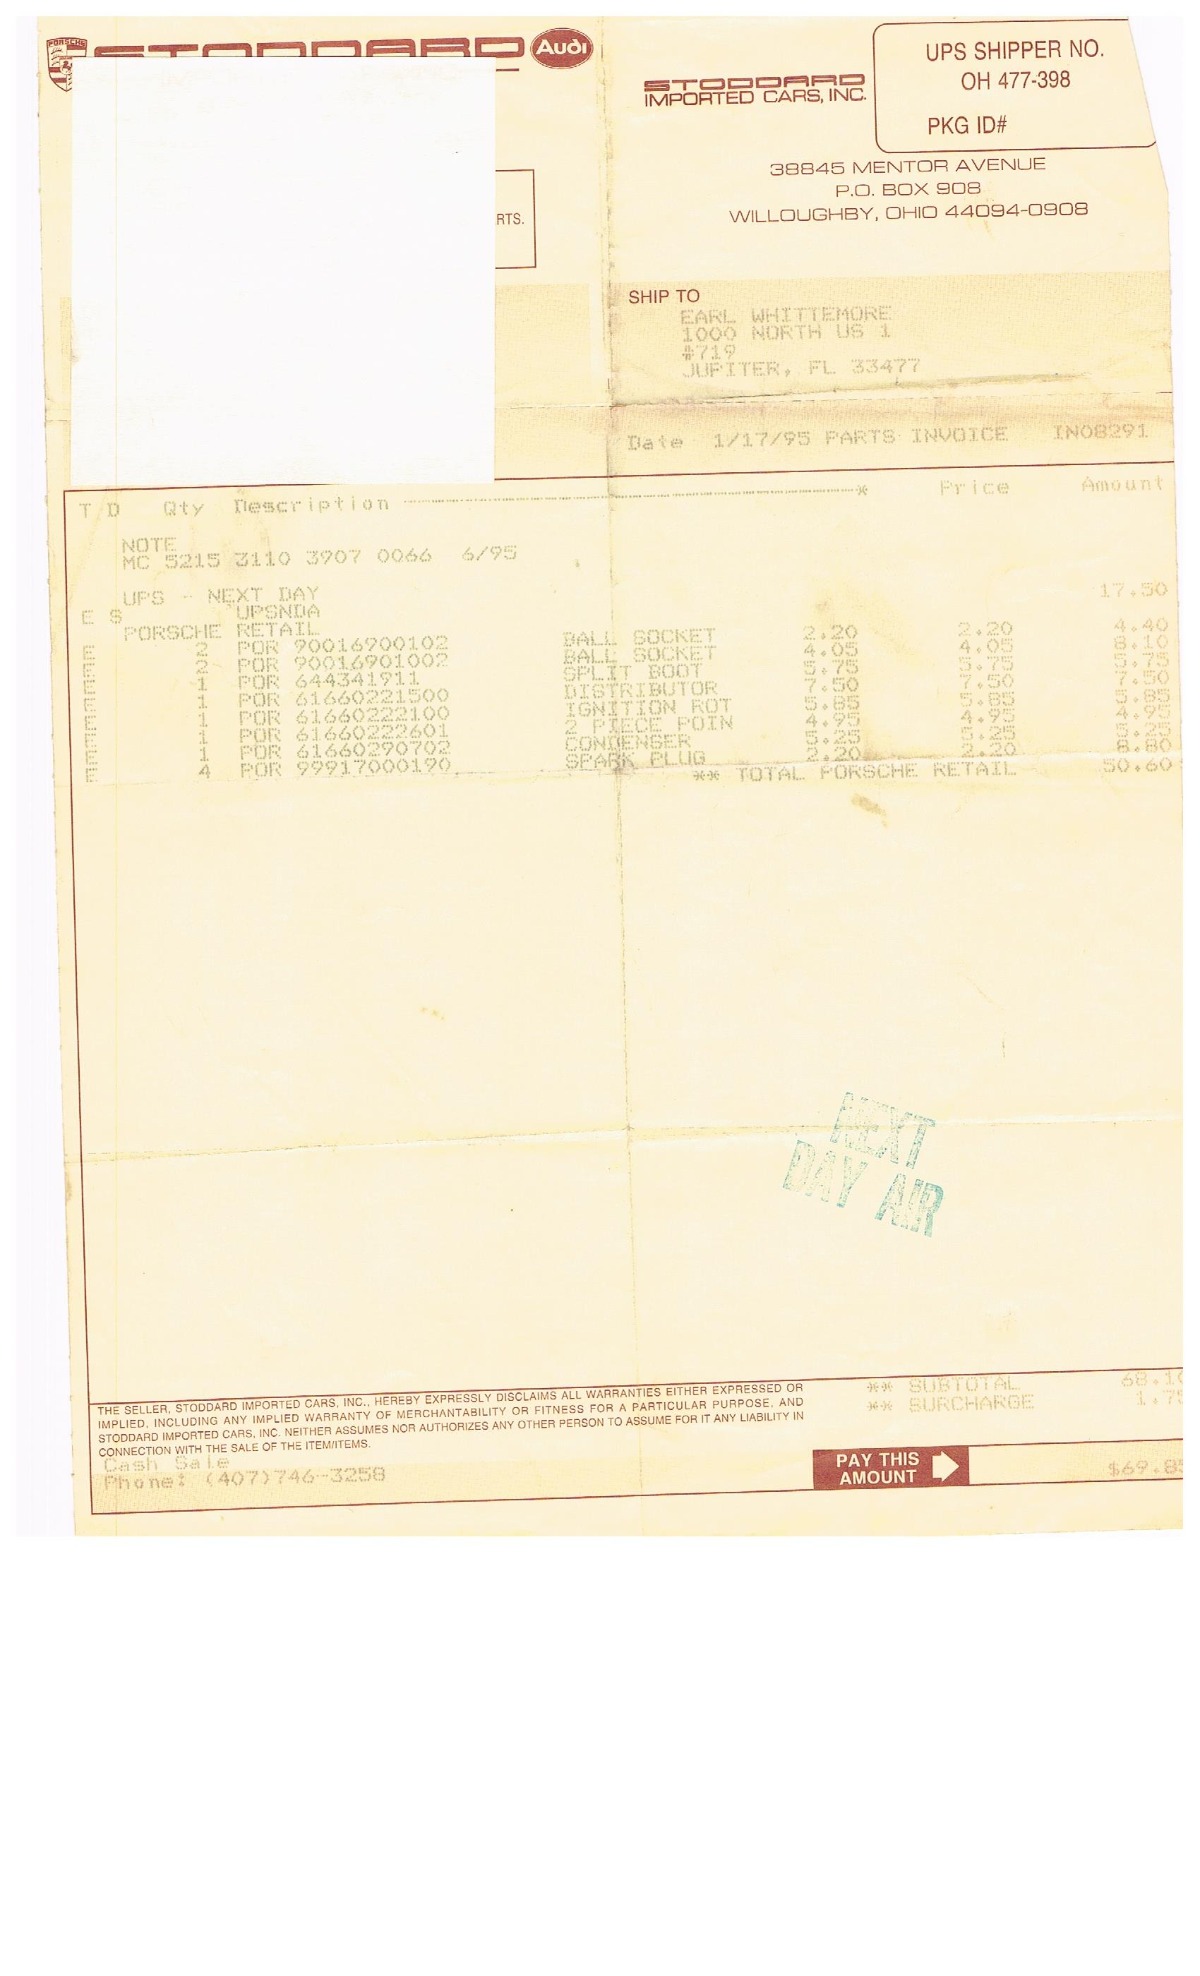 PORSCHE STODDARD Audi
UPS SHIPPER NO.
OH 477-398
PKG ID#
STODDARD
IMPORTED CARS, INC.
38845 MENTOR AVENUE
P.O. BOX 908
WILLOUGHBY, OHIO 44094-0908
RTS.
SHIP TO
EARL WHITTEMORE
1000 NORTH US 1
#719
JUPITER, FL 33477
Date 1/17/95 PARTS INVOICE IN08291
T D Qty Description * Price Amount
NOTE
MC 5215 3110 3907 0066 6/95
UPS - NEXT DAY 17.50
E S UPSNDA
PORSCHE RETAIL
E 2 POR 90016900102 BALL SOCKET 2.20 2.20 4.40
E 2 POR 90016901002 BALL SOCKET 4.05 4.05 8.10
E 1 POR 644341911 SPLIT BOOT 5.75 5.75 5.75
E 1 POR 61660221500 DISTRIBUTOR 7.50 7.50 7.50
E 1 POR 61660222100 IGNITION ROT 5.85 5.85 5.85
E 1 POR 61660222601 2 PIECE POIN 4.95 4.95 4.95
E 1 POR 61660290702 CONDENSER 5.25 5.25 5.25
E 4 POR 99917000190 SPARK PLUG 2.20 2.20 8.80
** TOTAL PORSCHE RETAIL 50.60
NEXT
DAY AIR
THE SELLER, STODDARD IMPORTED CARS, INC., HEREBY EXPRESSLY DISCLAIMS ALL WARRANTIES EITHER EXPRESSED OR
IMPLIED, INCLUDING ANY IMPLIED WARRANTY OF MERCHANTABILITY OR FITNESS FOR A PARTICULAR PURPOSE, AND
STODDARD IMPORTED CARS, INC. NEITHER ASSUMES NOR AUTHORIZES ANY OTHER PERSON TO ASSUME FOR IT ANY LIABILITY IN
CONNECTION WITH THE SALE OF THE ITEM/ITEMS.
** SUBTOTAL 68.10
** SURCHARGE 1.75
Cash Sale
Phone: (407)746-3258
PAY THIS
AMOUNT
$69.85